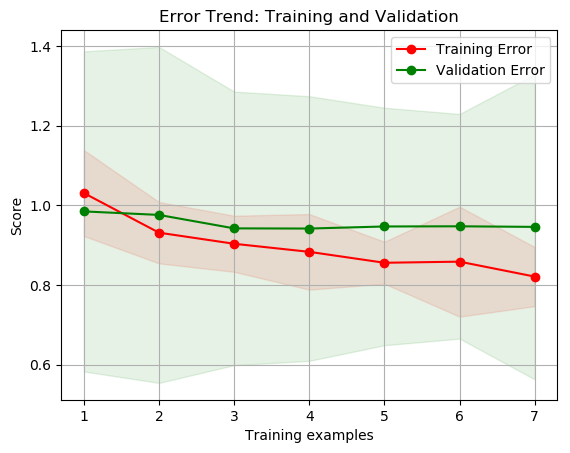 Error Trend: Training and Validation
Training Error
Validation Error
Score
1.4
1.2
1.0
0.8
0.6
1 2 3 4 5 6 7
Training examples